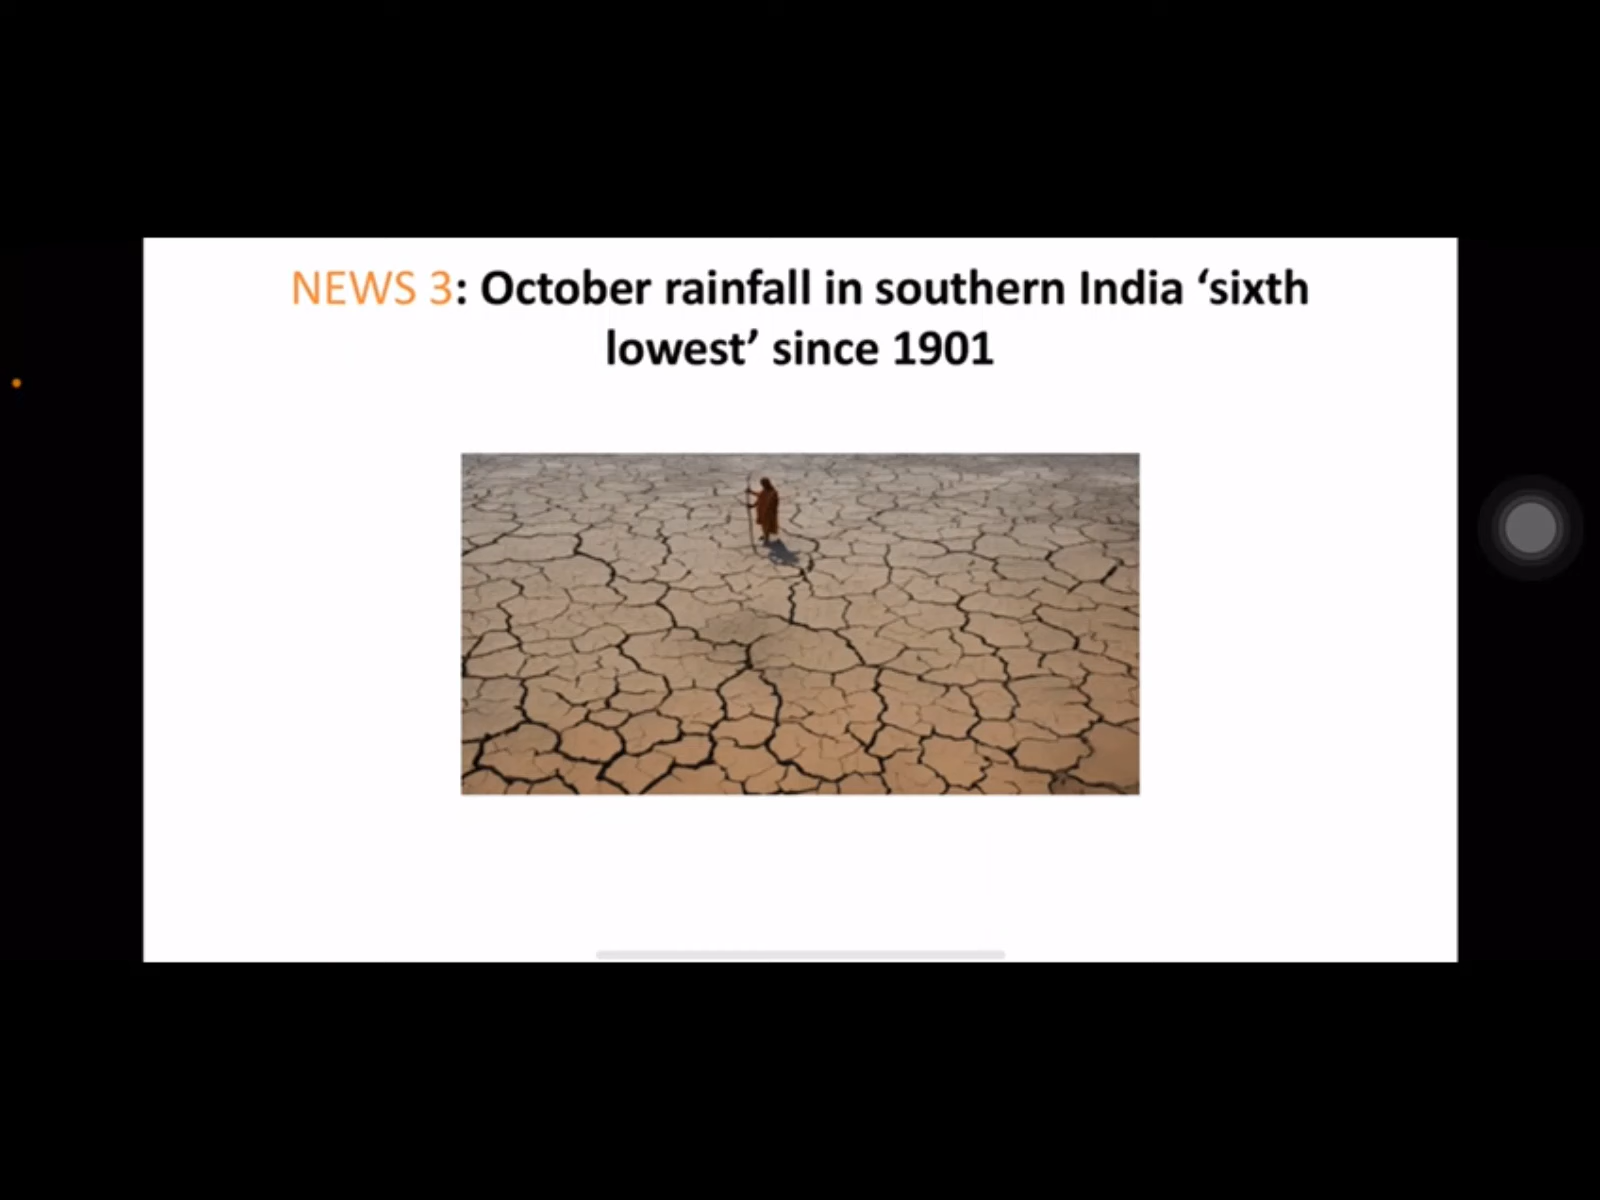 NEWS 3: October rainfall in southern India ‘sixth
lowest’ since 1901